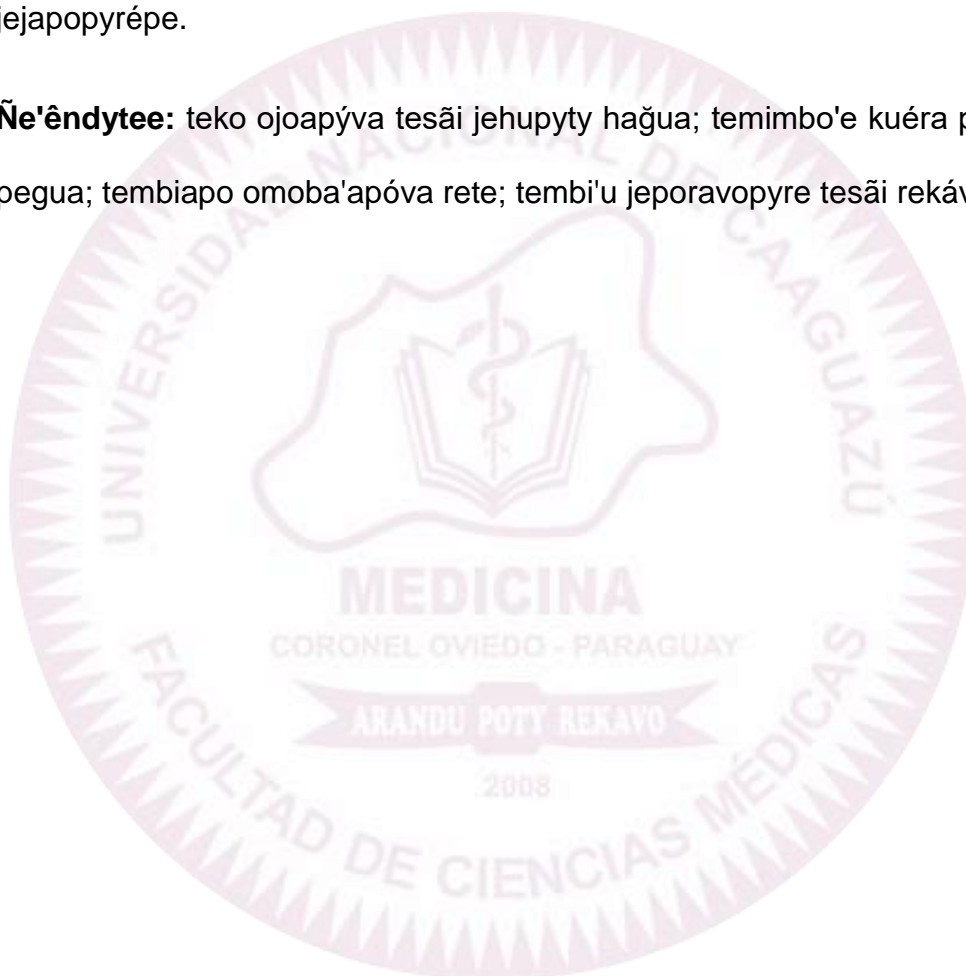 jejapopyrépe.
Ñe'êndytee: teko ojoapýva tesãi jehupyty hağua; temimbo'e kuéra
pegua; tembiapo omoba'apóva rete; tembi'u jeporavopyre tesãi
UNIVERSIDAD NACIONAL DE CAAGUAZÚ
MEDICINA
CORONEL OVIEDO - PARAGUAY
ARANDU POTY REKAVO
2008
FACULTAD DE CIENCIAS MÉDICAS